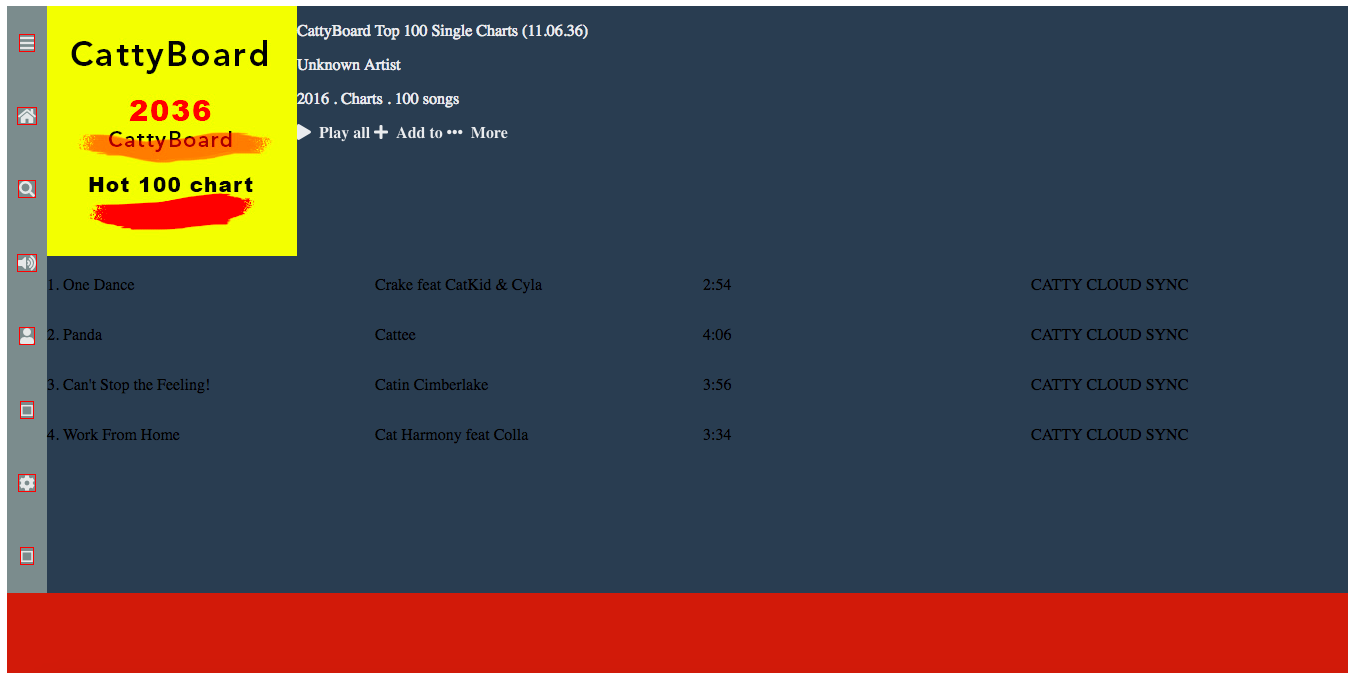 CattyBoard
2036
CattyBoard
Hot 100 chart
CattyBoard Top 100 Single Charts (11.06.36)
Unknown Artist
2016 . Charts . 100 songs
Play all Add to ••• More
1. One Dance Crake feat CatKid & Cyla 2:54 CATTY CLOUD SYNC
2. Panda Cattee 4:06 CATTY CLOUD SYNC
3. Can't Stop the Feeling! Catin Cimberlake 3:56 CATTY CLOUD SYNC
4. Work From Home Cat Harmony feat Colla 3:34 CATTY CLOUD SYNC